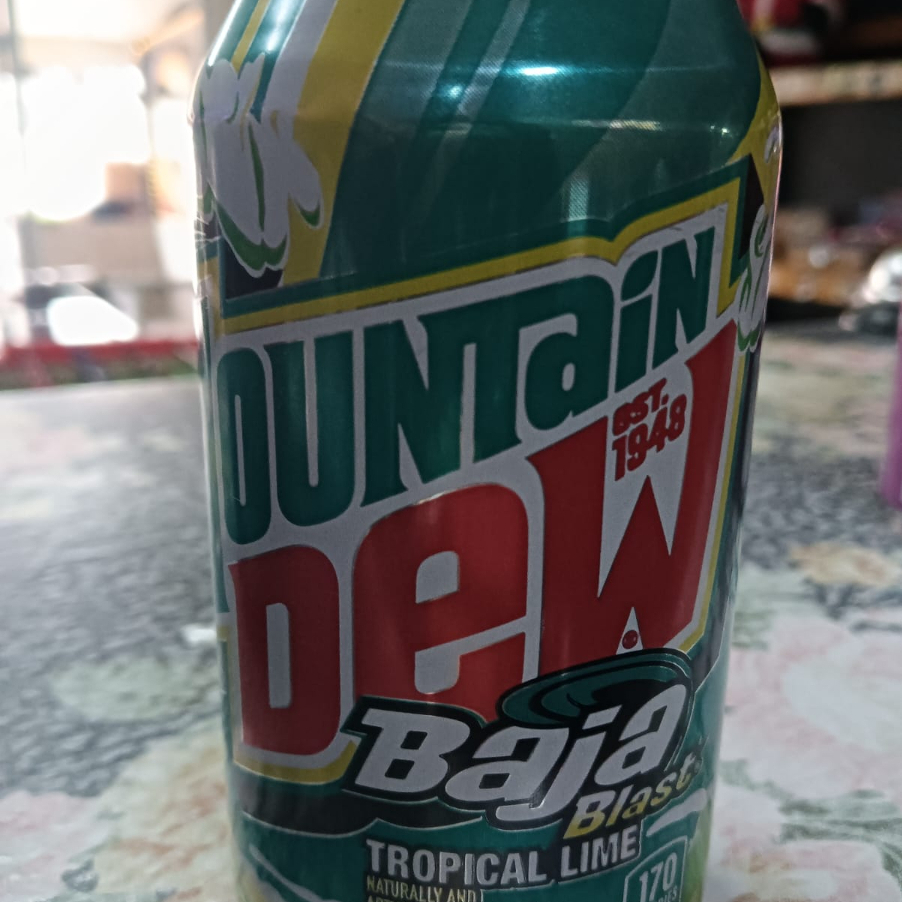 OUNTaiN
Dew
EST.
1948
Baja
Blast
TROPICAL LIME
170
NATURALLY AND